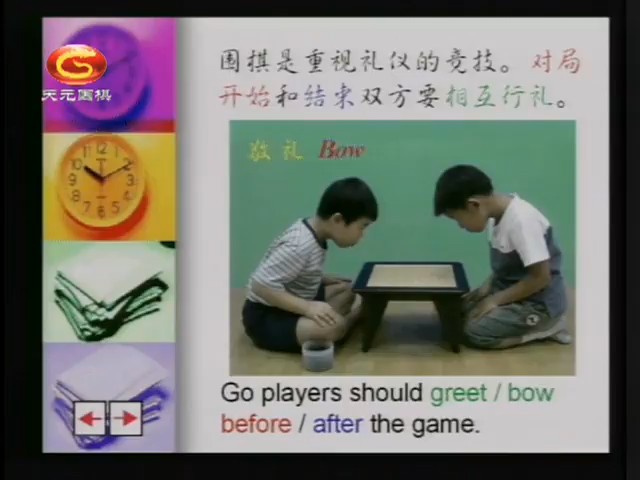 天元围棋
围棋是重视礼仪的竞技。对局
开始和结束双方要相互行礼。
敬礼 Bow
Go players should greet / bow
before / after the game.